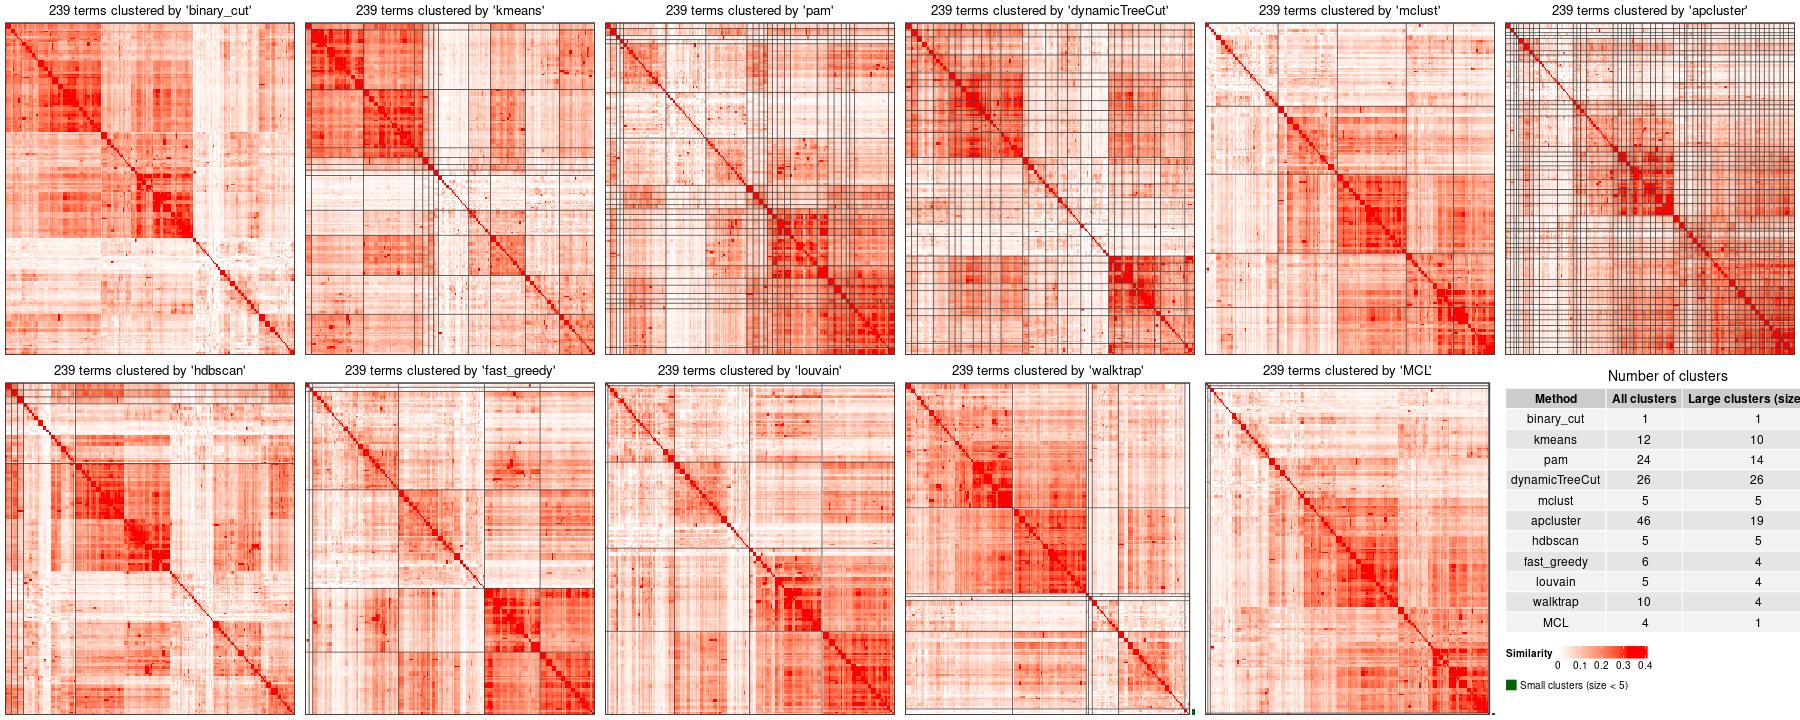 239 terms clustered by 'binary_cut'
239 terms clustered by 'kmeans'
239 terms clustered by 'pam'
239 terms clustered by 'dynamicTreeCut'
239 terms clustered by 'mclust'
239 terms clustered by 'apcluster'
239 terms clustered by 'hdbscan'
239 terms clustered by 'fast_greedy'
239 terms clustered by 'louvain'
239 terms clustered by 'walktrap'
239 terms clustered by 'MCL'
Number of clusters
Method All clusters Large clusters (size
binary_cut 1 1
kmeans 12 10
pam 24 14
dynamicTreeCut 26 26
mclust 5 5
apcluster 46 19
hdbscan 5 5
fast_greedy 6 4
louvain 5 4
walktrap 10 4
MCL 4 1
Similarity
0 0.1 0.2 0.3 0.4
Small clusters (size < 5)